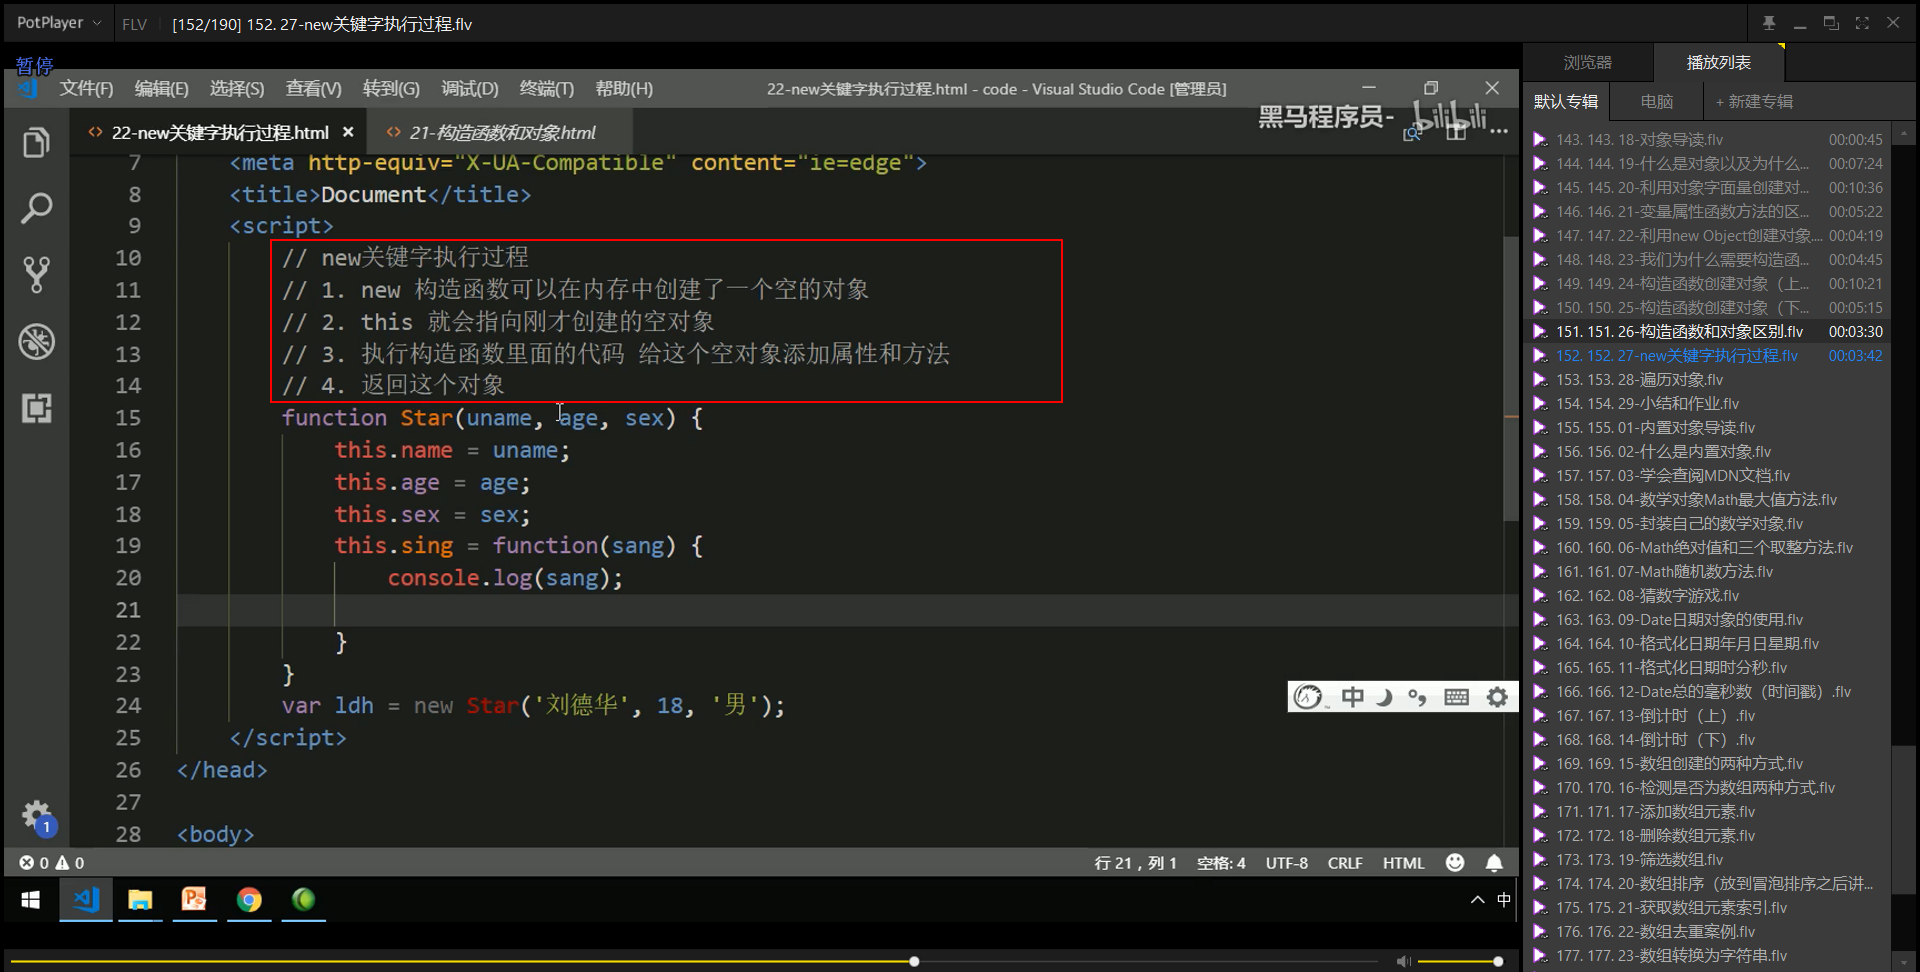 PotPlayer
FLV
[152/190] 152. 27-new关键字执行过程.flv
暂停
文件(F) 编辑(E) 选择(S) 查看(V) 转到(G) 调试(D) 终端(T) 帮助(H)
22-new关键字执行过程.html - code - Visual Studio Code [管理员]
22-new关键字执行过程.html
21-构造函数和对象.html
黑马程序员-
bilibili
7 <meta http-equiv="X-UA-Compatible" content="ie=edge">
8 <title>Document</title>
9 <script>
10 // new关键字执行过程
11 // 1. new 构造函数可以在内存中创建了一个空的对象
12 // 2. this 就会指向刚才创建的空对象
13 // 3. 执行构造函数里面的代码 给这个空对象添加属性和方法
14 // 4. 返回这个对象
15 function Star(uname, age, sex) {
16 this.name = uname;
17 this.age = age;
18 this.sex = sex;
19 this.sing = function(sang) {
20 console.log(sang);
21
22 }
23 }
24 var ldh = new Star('刘德华', 18, '男');
25 </script>
26 </head>
27
28 <body>
中
1
0 0
行 21，列 1 空格: 4 UTF-8 CRLF HTML
中
浏览器 播放列表
默认专辑 电脑 + 新建专辑
143. 143. 18-对象导读.flv 00:00:45
144. 144. 19-什么是对象以及为什么... 00:07:24
145. 145. 20-利用对象字面量创建对... 00:10:36
146. 146. 21-变量属性函数方法的区... 00:05:22
147. 147. 22-利用new Object创建对象.... 00:04:19
148. 148. 23-我们为什么需要构造函... 00:04:45
149. 149. 24-构造函数创建对象（上... 00:10:21
150. 150. 25-构造函数创建对象（下... 00:05:15
151. 151. 26-构造函数和对象区别.flv 00:03:30
152. 152. 27-new关键字执行过程.flv 00:03:42
153. 153. 28-遍历对象.flv
154. 154. 29-小结和作业.flv
155. 155. 01-内置对象导读.flv
156. 156. 02-什么是内置对象.flv
157. 157. 03-学会查阅MDN文档.flv
158. 158. 04-数学对象Math最大值方法.flv
159. 159. 05-封装自己的数学对象.flv
160. 160. 06-Math绝对值和三个取整方法.flv
161. 161. 07-Math随机数方法.flv
162. 162. 08-猜数字游戏.flv
163. 163. 09-Date日期对象的使用.flv
164. 164. 10-格式化日期年月日星期.flv
165. 165. 11-格式化日期时分秒.flv
166. 166. 12-Date总的毫秒数（时间戳）.flv
167. 167. 13-倒计时（上）.flv
168. 168. 14-倒计时（下）.flv
169. 169. 15-数组创建的两种方式.flv
170. 170. 16-检测是否为数组两种方式.flv
171. 171. 17-添加数组元素.flv
172. 172. 18-删除数组元素.flv
173. 173. 19-筛选数组.flv
174. 174. 20-数组排序（放到冒泡排序之后讲...
175. 175. 21-获取数组元素索引.flv
176. 176. 22-数组去重案例.flv
177. 177. 23-数组转换为字符串.flv